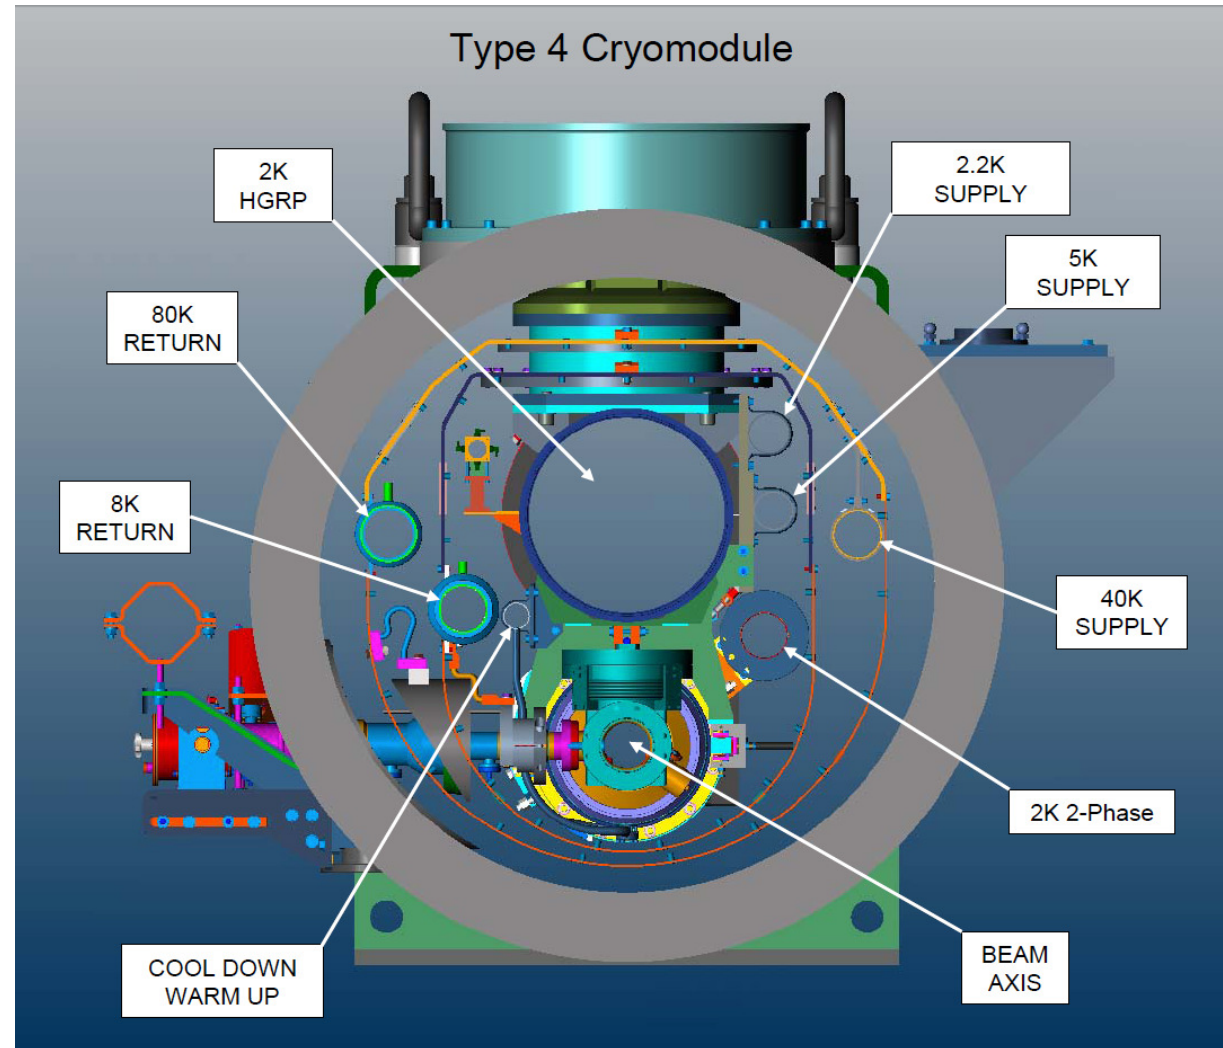 Type 4 Cryomodule
2K
HGRP
2.2K
SUPPLY
5K
SUPPLY
80K
RETURN
8K
RETURN
40K
SUPPLY
2K 2-Phase
COOL DOWN
WARM UP
BEAM
AXIS